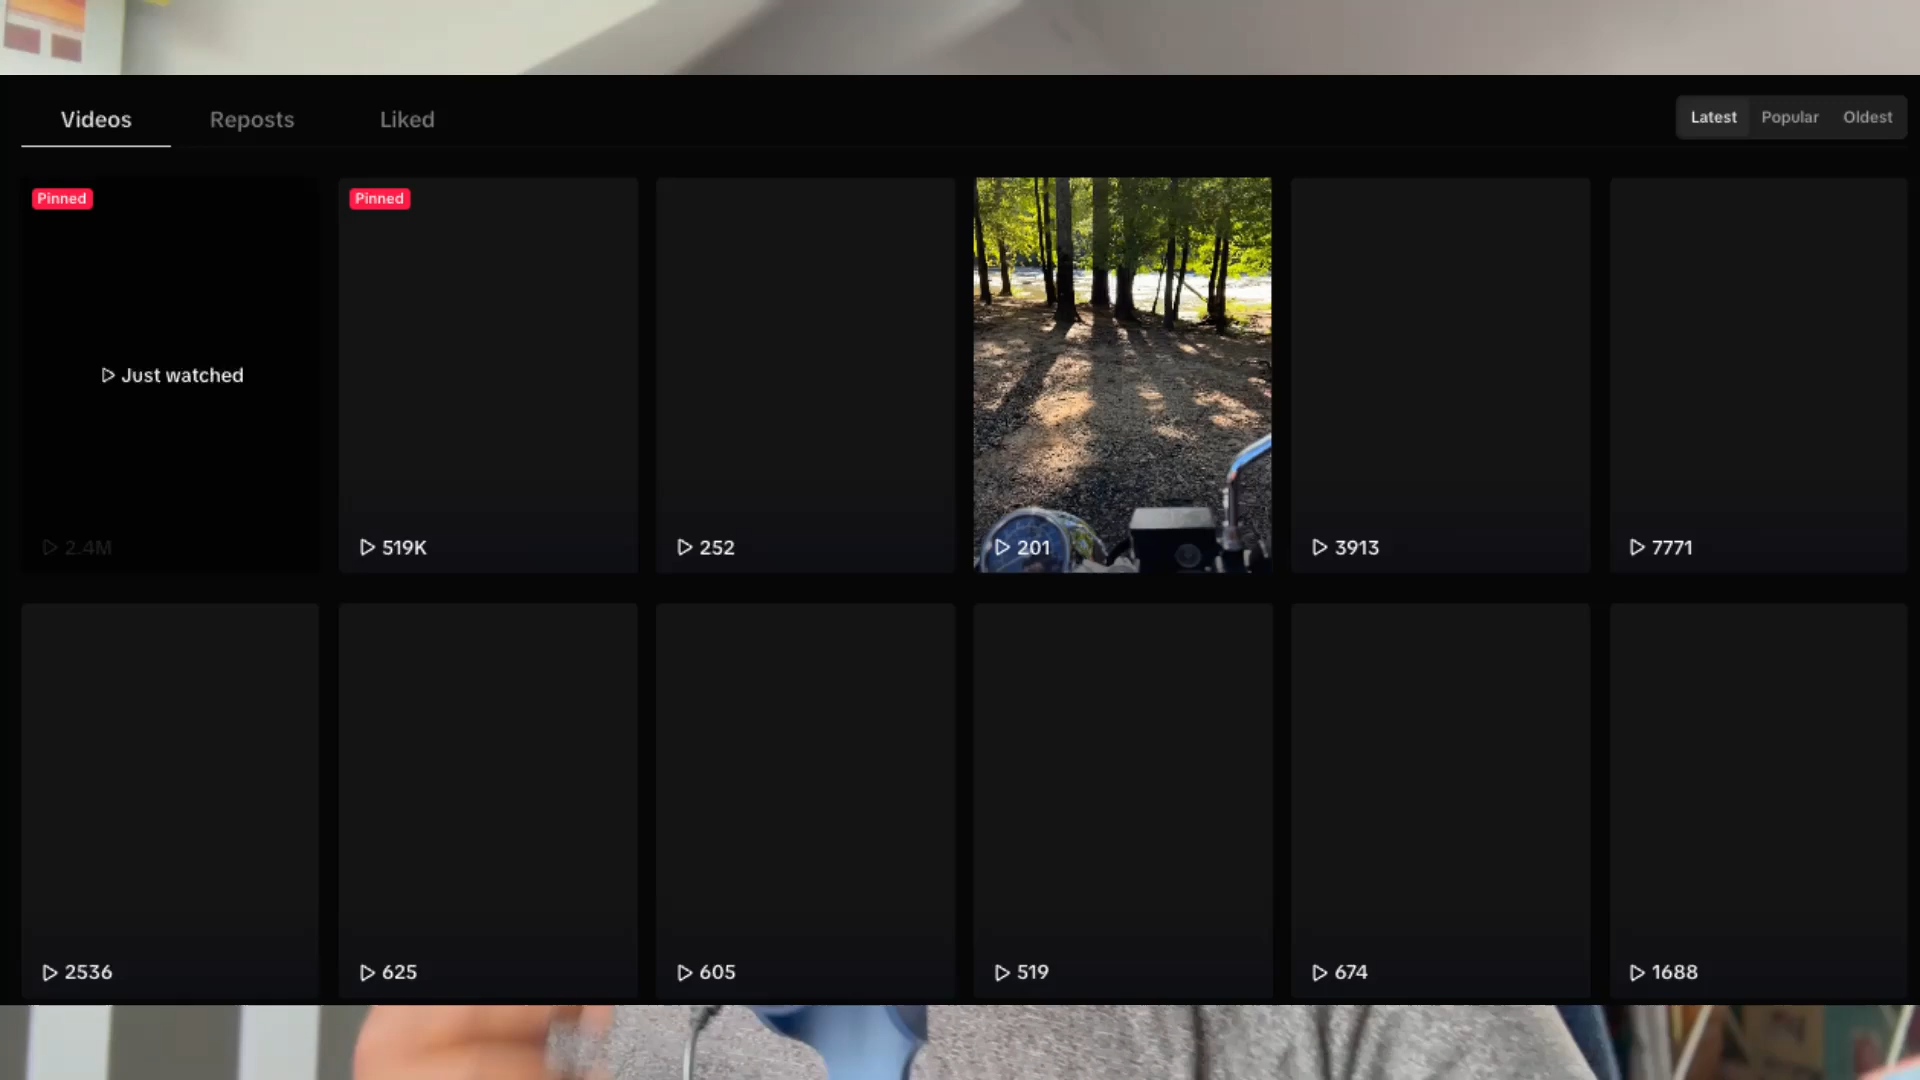 Videos Reposts Liked
Latest Popular Oldest
Pinned
Pinned
Just watched
2.4M
519K
252
201
3913
7771
2536
625
605
519
674
1688